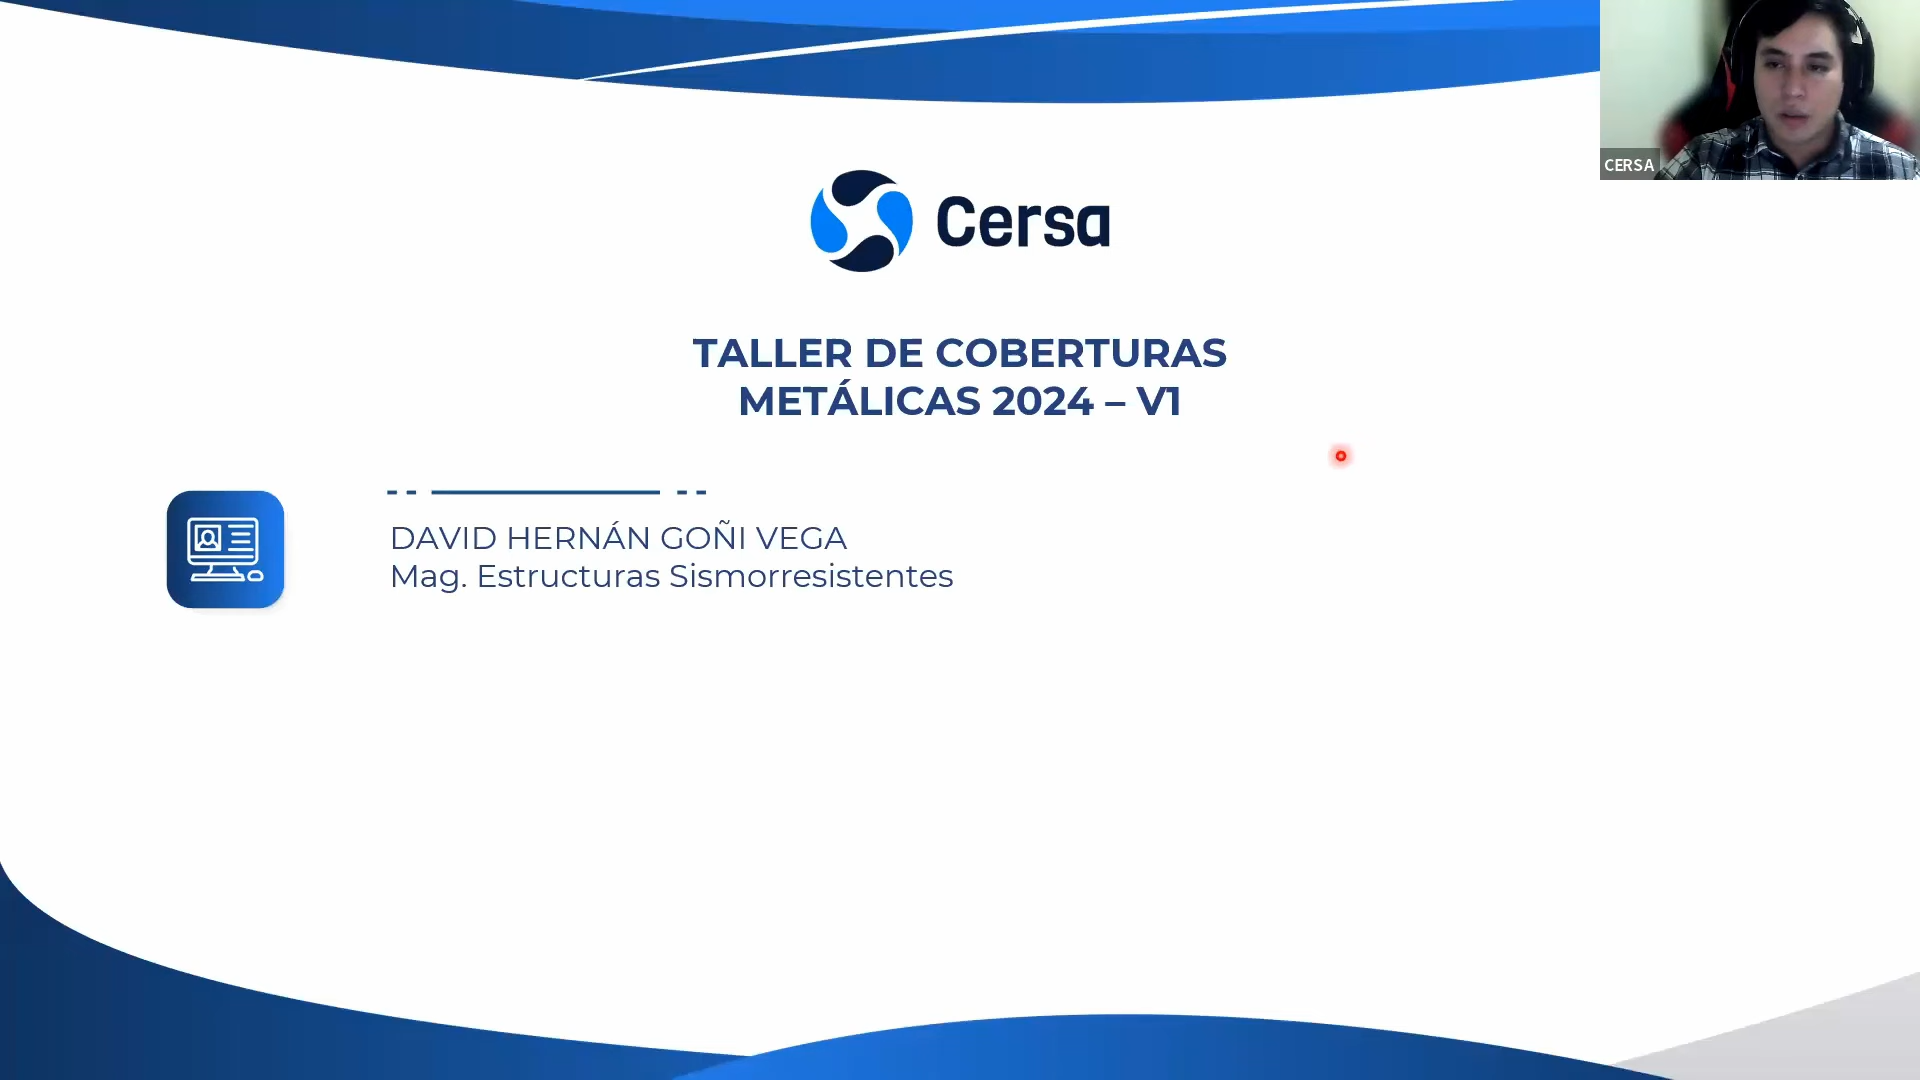 CERSA
Cersa
TALLER DE COBERTURAS
METÁLICAS 2024 – V1
DAVID HERNÁN GOÑI VEGA
Mag. Estructuras Sismorresistentes